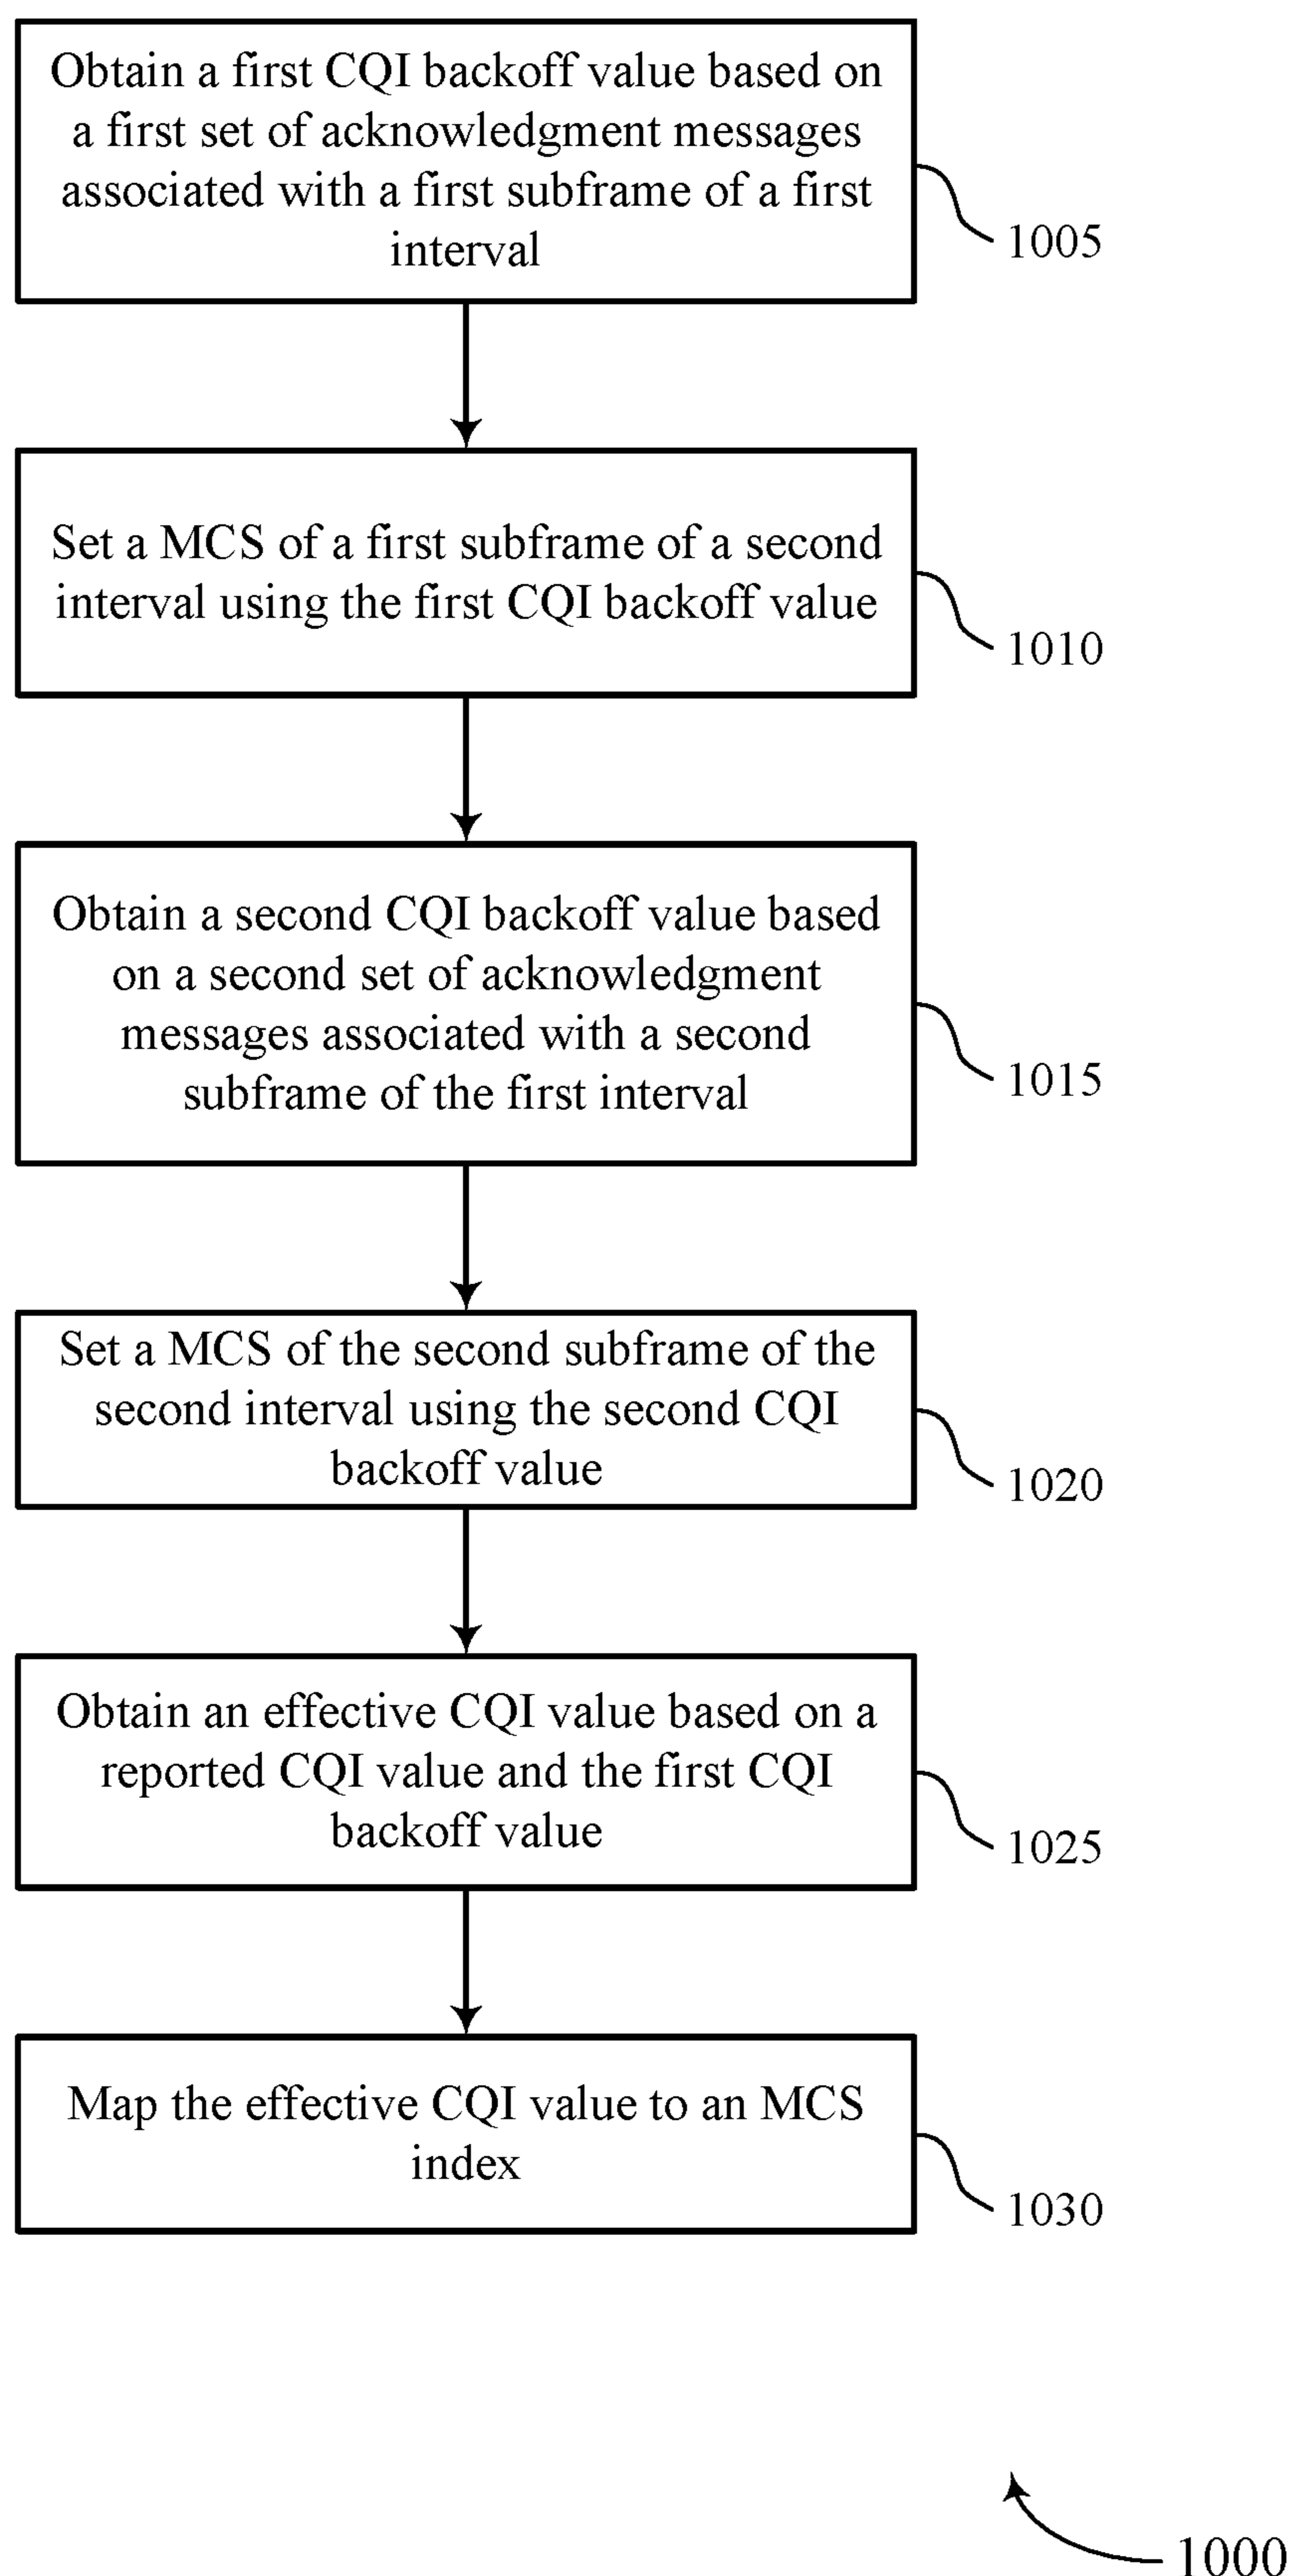 Obtain a first CQI backoff value based on
a first set of acknowledgment messages
associated with a first subframe of a first
interval
1005
Set a MCS of a first subframe of a second
interval using the first CQI backoff value
1010
Obtain a second CQI backoff value based
on a second set of acknowledgment
messages associated with a second
subframe of the first interval
1015
Set a MCS of the second subframe of the
second interval using the second CQI
backoff value
1020
Obtain an effective CQI value based on a
reported CQI value and the first CQI
backoff value
1025
Map the effective CQI value to an MCS
index
1030
1000